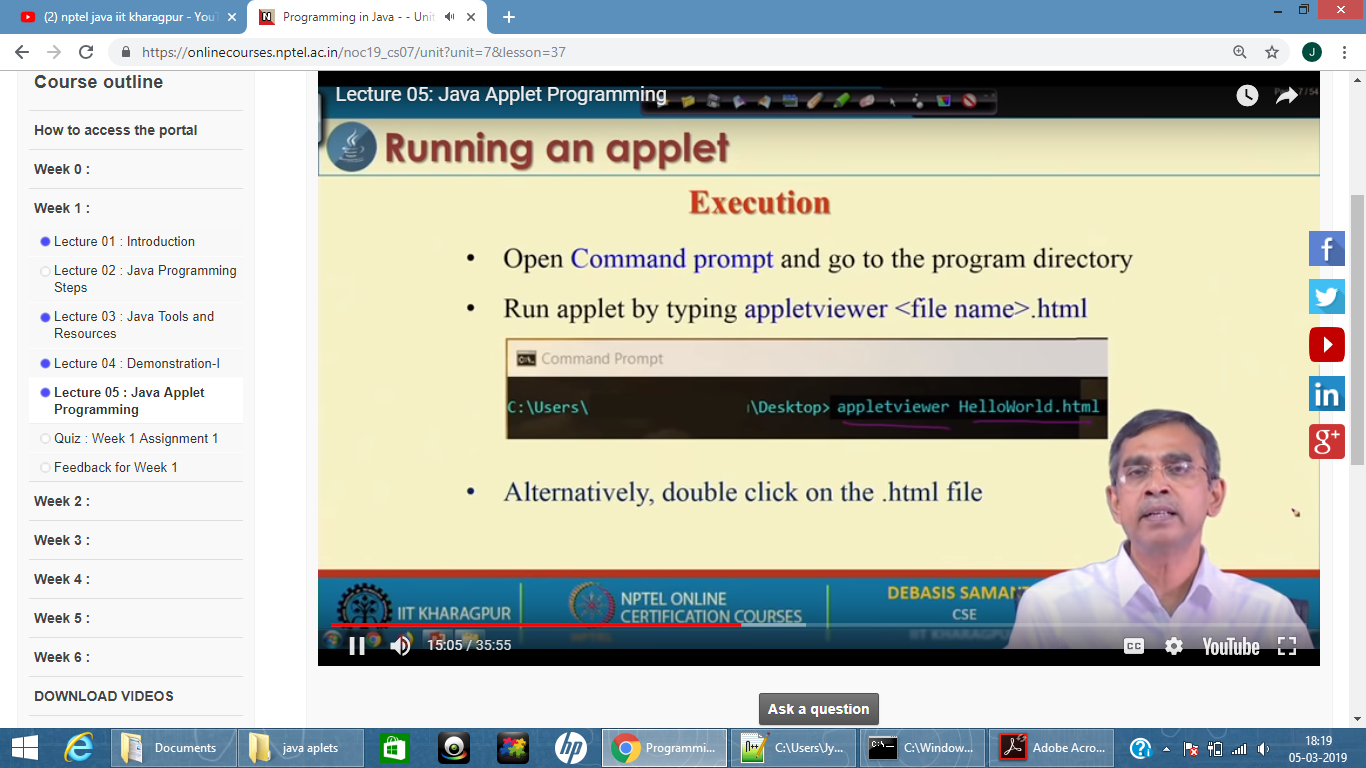 (2) nptel java iit kharagpur - YouT
Programming in Java - - Unit
https://onlinecourses.nptel.ac.in/noc19_cs07/unit?unit=7&lesson=37
J
Course outline
How to access the portal
Week 0 :
Week 1 :
Lecture 01 : Introduction
Lecture 02 : Java Programming
Steps
Lecture 03 : Java Tools and
Resources
Lecture 04 : Demonstration-I
Lecture 05 : Java Applet
Programming
Quiz : Week 1 Assignment 1
Feedback for Week 1
Week 2 :
Week 3 :
Week 4 :
Week 5 :
Week 6 :
DOWNLOAD VIDEOS
Lecture 05: Java Applet Programming
Running an applet
Execution
• Open Command prompt and go to the program directory
• Run applet by typing appletviewer <file name>.html
Command Prompt
C:\Users\ \Desktop> appletviewer HelloWorld.html
• Alternatively, double click on the .html file
IIT KHARAGPUR
NPTEL ONLINE
CERTIFICATION COURSES
DEBASIS SAMAN
CSE
15:05 / 35:55
CC
YouTube
Ask a question
f
in
g+
Documents
java aplets
hp
Programmi...
C:\Users\Jy...
C:\Window...
Adobe Acro...
18:19
05-03-2019